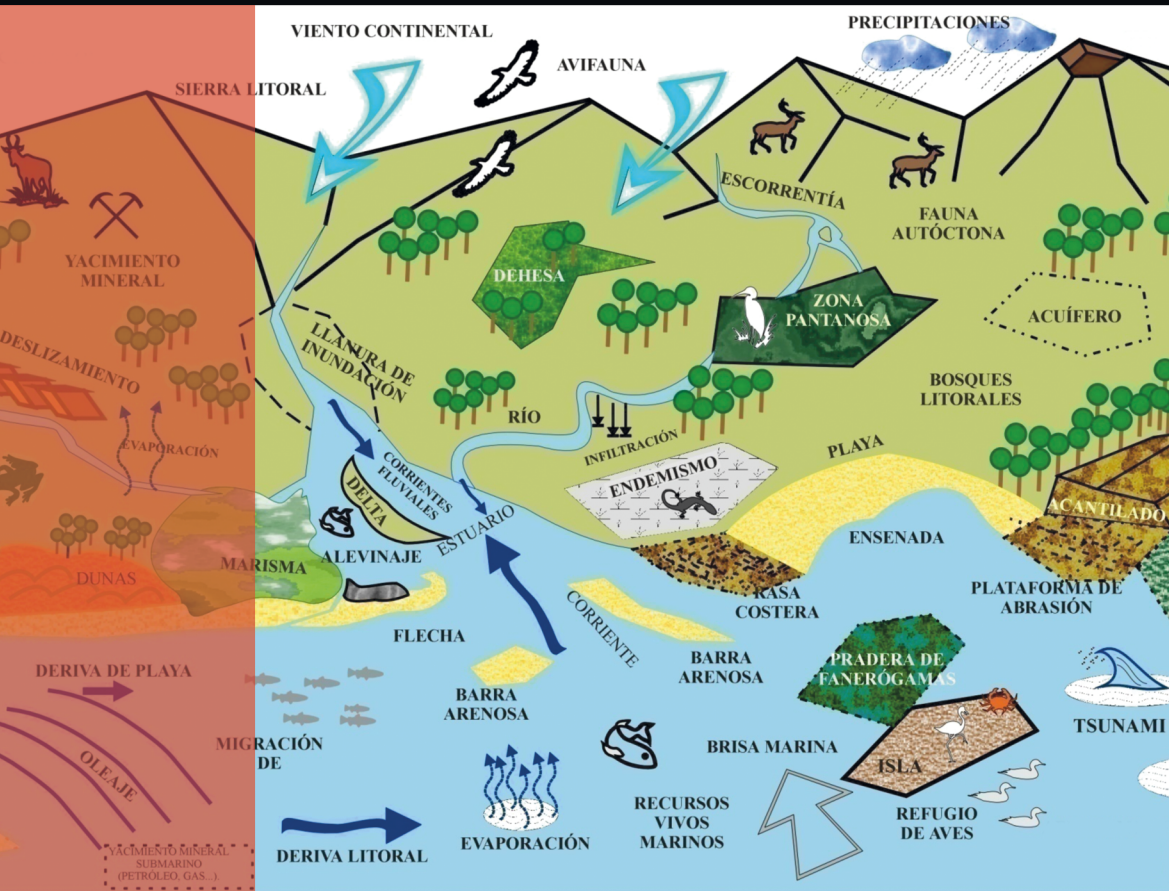 VIENTO CONTINENTAL
PRECIPITACIONES
AVIFAUNA
SIERRA LITORAL
ESCORRENTÍA
FAUNA
AUTÓCTONA
YACIMIENTO
MINERAL
DEHESA
ZONA
PANTANOSA
ACUÍFERO
LLANURA DE
INUNDACIÓN
DESLIZAMIENTO
BOSQUES
LITORALES
RÍO
INFILTRACIÓN
PLAYA
EVAPORACIÓN
CORRIENTES
FLUVIALES
ENDEMISMO
DELTA
ACANTILADO
ESTUARIO
ENSENADA
ALEVINAJE
MARISMA
DUNAS
RASA
COSTERA
PLATAFORMA DE
ABRASIÓN
FLECHA
CORRIENTE
BARRA
ARENOSA
PRADERA DE
FANERÓGAMAS
DERIVA DE PLAYA
BARRA
ARENOSA
TSUNAMI
MIGRACIÓN
DE
BRISA MARINA
OLEAJE
ISLA
RECURSOS
VIVOS
MARINOS
REFUGIO
DE AVES
EVAPORACIÓN
DERIVA LITORAL
YACIMIENTO MINERAL
SUBMARINO
(PETRÓLEO, GAS...).